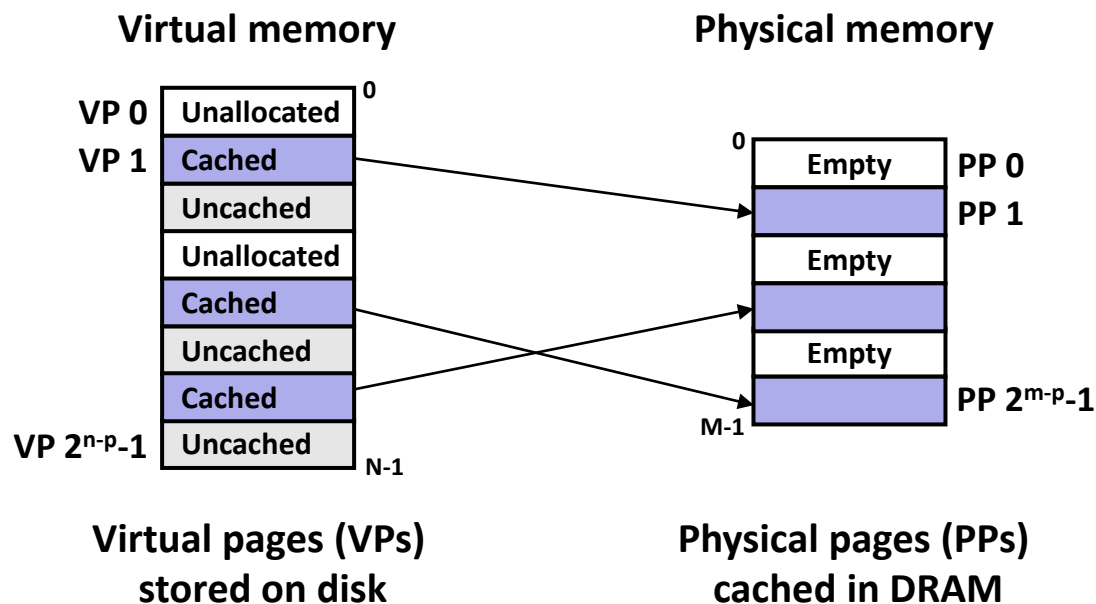 Virtual memory
Physical memory
0
VP 0
Unallocated
VP 1
Cached
Uncached
Unallocated
Cached
Uncached
Cached
VP 2ⁿ⁻ᵖ-1
Uncached
N-1
0
Empty
PP 0
PP 1
Empty
Empty
PP 2ᵐ⁻ᵖ-1
M-1
Virtual pages (VPs)
stored on disk
Physical pages (PPs)
cached in DRAM